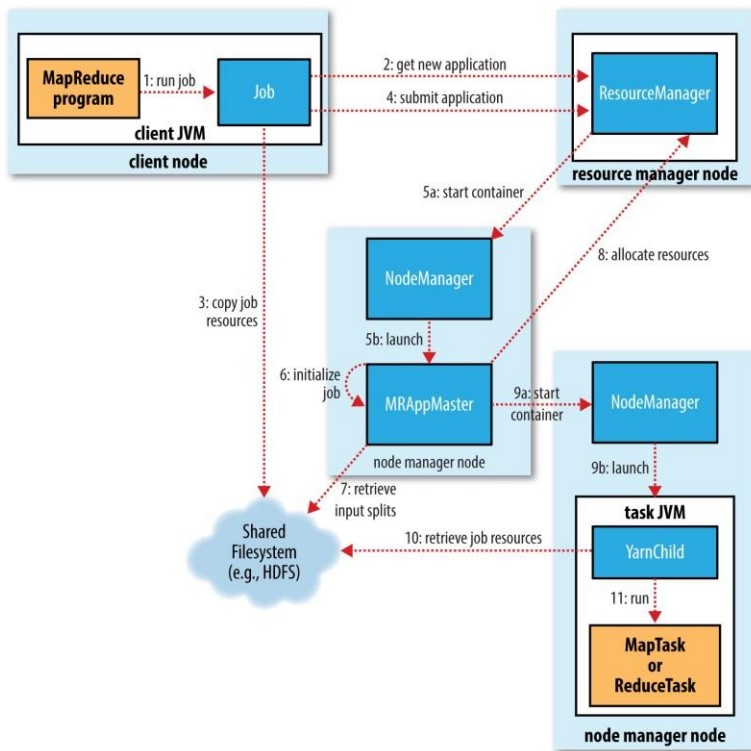 MapReduce
program
1: run job
Job
client JVM
client node
2: get new application
4: submit application
ResourceManager
resource manager node
5a: start container
3: copy job
resources
NodeManager
5b: launch
6: initialize
job
MRAppMaster
node manager node
8: allocate resources
9a: start
container
NodeManager
9b: launch
7: retrieve
input splits
Shared
Filesystem
(e.g., HDFS)
10: retrieve job resources
task JVM
YarnChild
11: run
MapTask
or
ReduceTask
node manager node